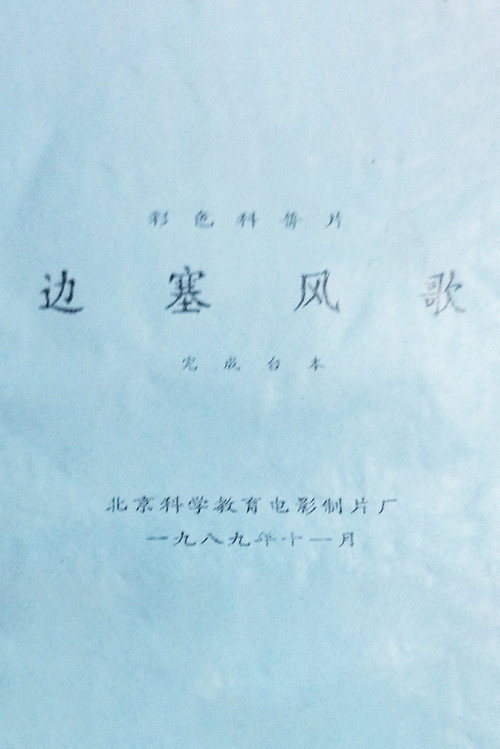 彩色科普片
边塞风歌
完成台本
北京科学教育电影制片厂
一九八九年十一月